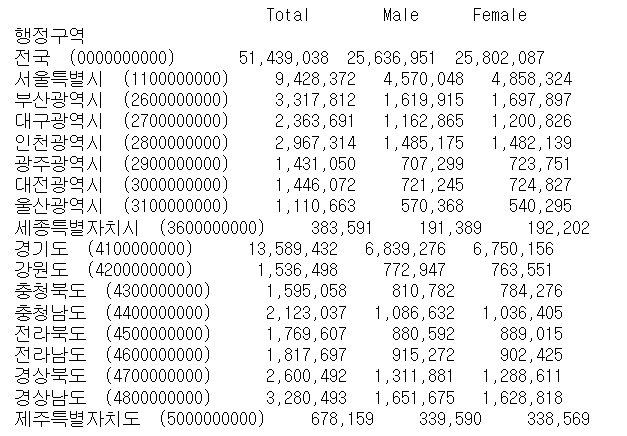 Total Male Female
행정구역
전국 (0000000000) 51,439,038 25,636,951 25,802,087
서울특별시 (1100000000) 9,428,372 4,570,048 4,858,324
부산광역시 (2600000000) 3,317,812 1,619,915 1,697,897
대구광역시 (2700000000) 2,363,691 1,162,865 1,200,826
인천광역시 (2800000000) 2,967,314 1,485,175 1,482,139
광주광역시 (2900000000) 1,431,050 707,299 723,751
대전광역시 (3000000000) 1,446,072 721,245 724,827
울산광역시 (3100000000) 1,110,663 570,368 540,295
세종특별자치시 (3600000000) 383,591 191,389 192,202
경기도 (4100000000) 13,589,432 6,839,276 6,750,156
강원도 (4200000000) 1,536,498 772,947 763,551
충청북도 (4300000000) 1,595,058 810,782 784,276
충청남도 (4400000000) 2,123,037 1,086,632 1,036,405
전라북도 (4500000000) 1,769,607 880,592 889,015
전라남도 (4600000000) 1,817,697 915,272 902,425
경상북도 (4700000000) 2,600,492 1,311,881 1,288,611
경상남도 (4800000000) 3,280,493 1,651,675 1,628,818
제주특별자치도 (5000000000) 678,159 339,590 338,569